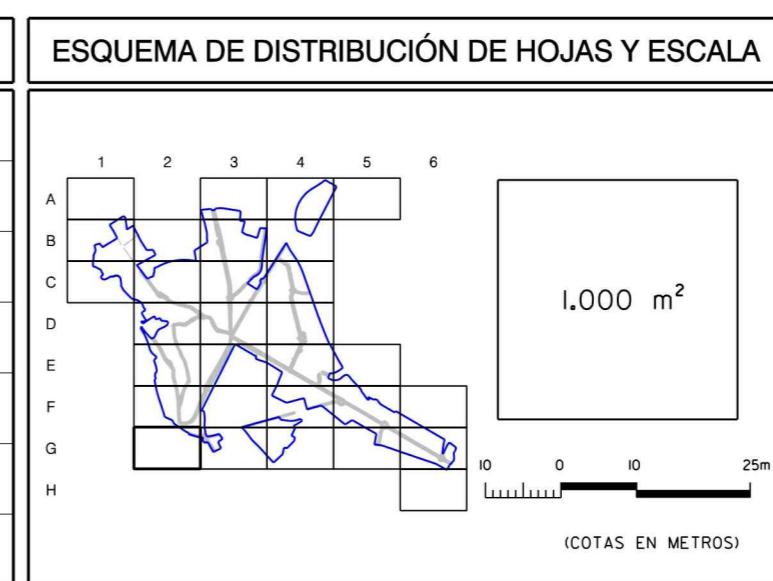 ESQUEMA DE DISTRIBUCIÓN DE HOJAS Y ESCALA
1 2 3 4 5 6
A
B
C
D
E
F
G
H
1.000 m²
10 0 10 25m
(COTAS EN METROS)